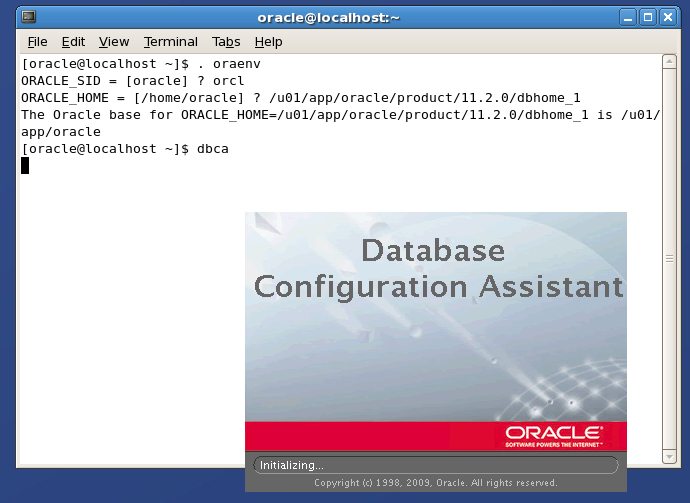 oracle@localhost:~
File Edit View Terminal Tabs Help
[oracle@localhost ~]$ . oraenv
ORACLE_SID = [oracle] ? orcl
ORACLE_HOME = [/home/oracle] ? /u01/app/oracle/product/11.2.0/dbhome_1
The Oracle base for ORACLE_HOME=/u01/app/oracle/product/11.2.0/dbhome_1 is /u01/
app/oracle
[oracle@localhost ~]$ dbca
Database
Configuration Assistant
ORACLE
SOFTWARE POWERS THE INTERNET™
Initializing...
Copyright (c) 1998, 2009, Oracle. All rights reserved.